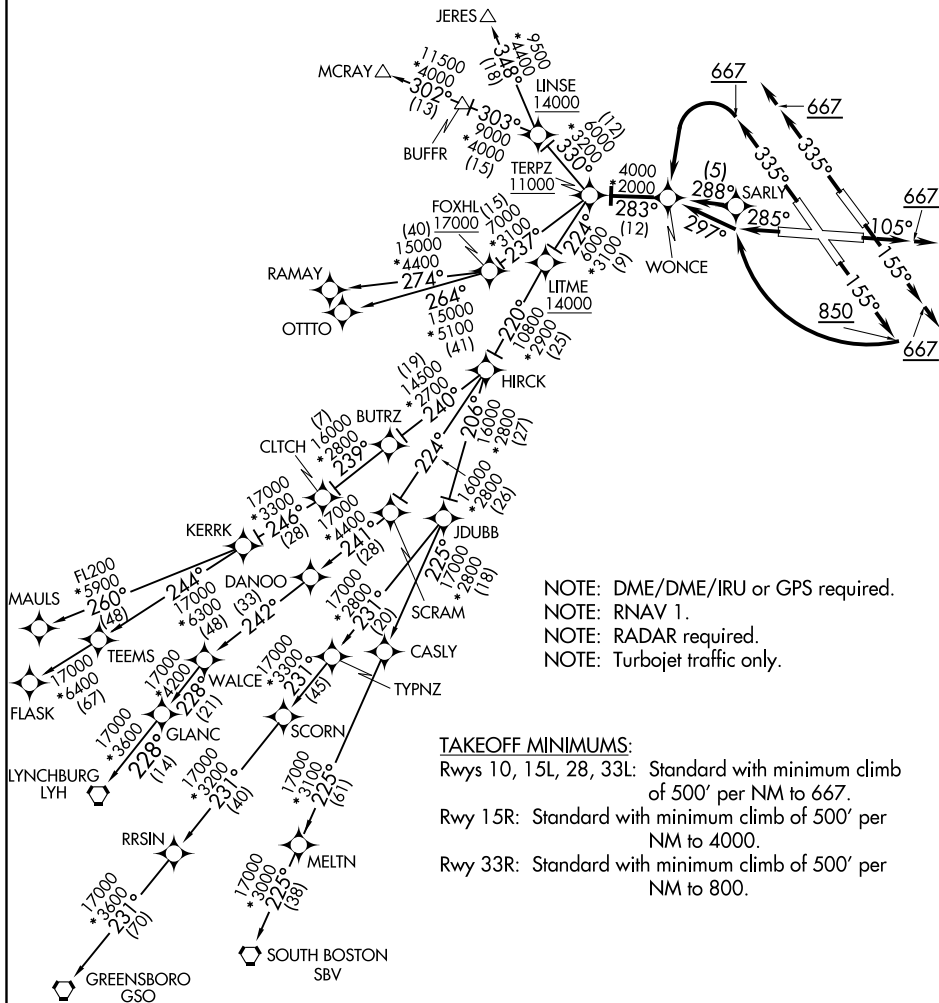 JERES
9500
*4400
348°
(18)
MCRAY
11500
*4000
302°
(13)
BUFFR
303°
9000
*4000
(15)
LINSE
14000
(12)
6000
*3200
330°
TERPZ
11000
4000
*2000
283°
(12)
WONCE
(5)
288°
SARLY
285°
297°
667
667
335°
335°
667
105°
155°
155°
850
667
FOXHL
17000
(15)
7000
*3100
237°
(40)
15000
*4400
274°
RAMAY
264°
15000
*5100
(41)
OTTTO
224°
6000
*3100
(9)
LITME
14000
220°
10800
*2900
(25)
HIRCK
(19)
14500
*2700
240°
BUTRZ
(7)
16000
*2800
239°
CLTCH
224°
16000
*2800
(26)
206°
16000
*2800
(27)
17000
*3300
246°
(28)
KERRK
17000
*4400
241°
(28)
SCRAM
JDUBB
FL200
*5900
260°
(48)
MAULS
244°
17000
*6300
(48)
TEEMS
17000
*6400
(67)
FLASK
DANOO
(33)
242°
WALCE
17000
*4200
228°
(21)
GLANC
17000
*3600
228°
(14)
LYNCHBURG
LYH
17000
*2800
231°
(20)
TYPNZ
225°
17000
*2800
(18)
CASLY
17000
*3300
231°
(45)
SCORN
17000
*3200
231°
(40)
RRSIN
17000
*3600
231°
(70)
GREENSBORO
GSO
17000
*3100
225°
(61)
MELTN
17000
*3000
225°
(38)
SOUTH BOSTON
SBV
NOTE: DME/DME/IRU or GPS required.
NOTE: RNAV 1.
NOTE: RADAR required.
NOTE: Turbojet traffic only.
TAKEOFF MINIMUMS:
Rwys 10, 15L, 28, 33L: Standard with minimum climb
of 500' per NM to 667.
Rwy 15R: Standard with minimum climb of 500' per
NM to 4000.
Rwy 33R: Standard with minimum climb of 500' per
NM to 800.